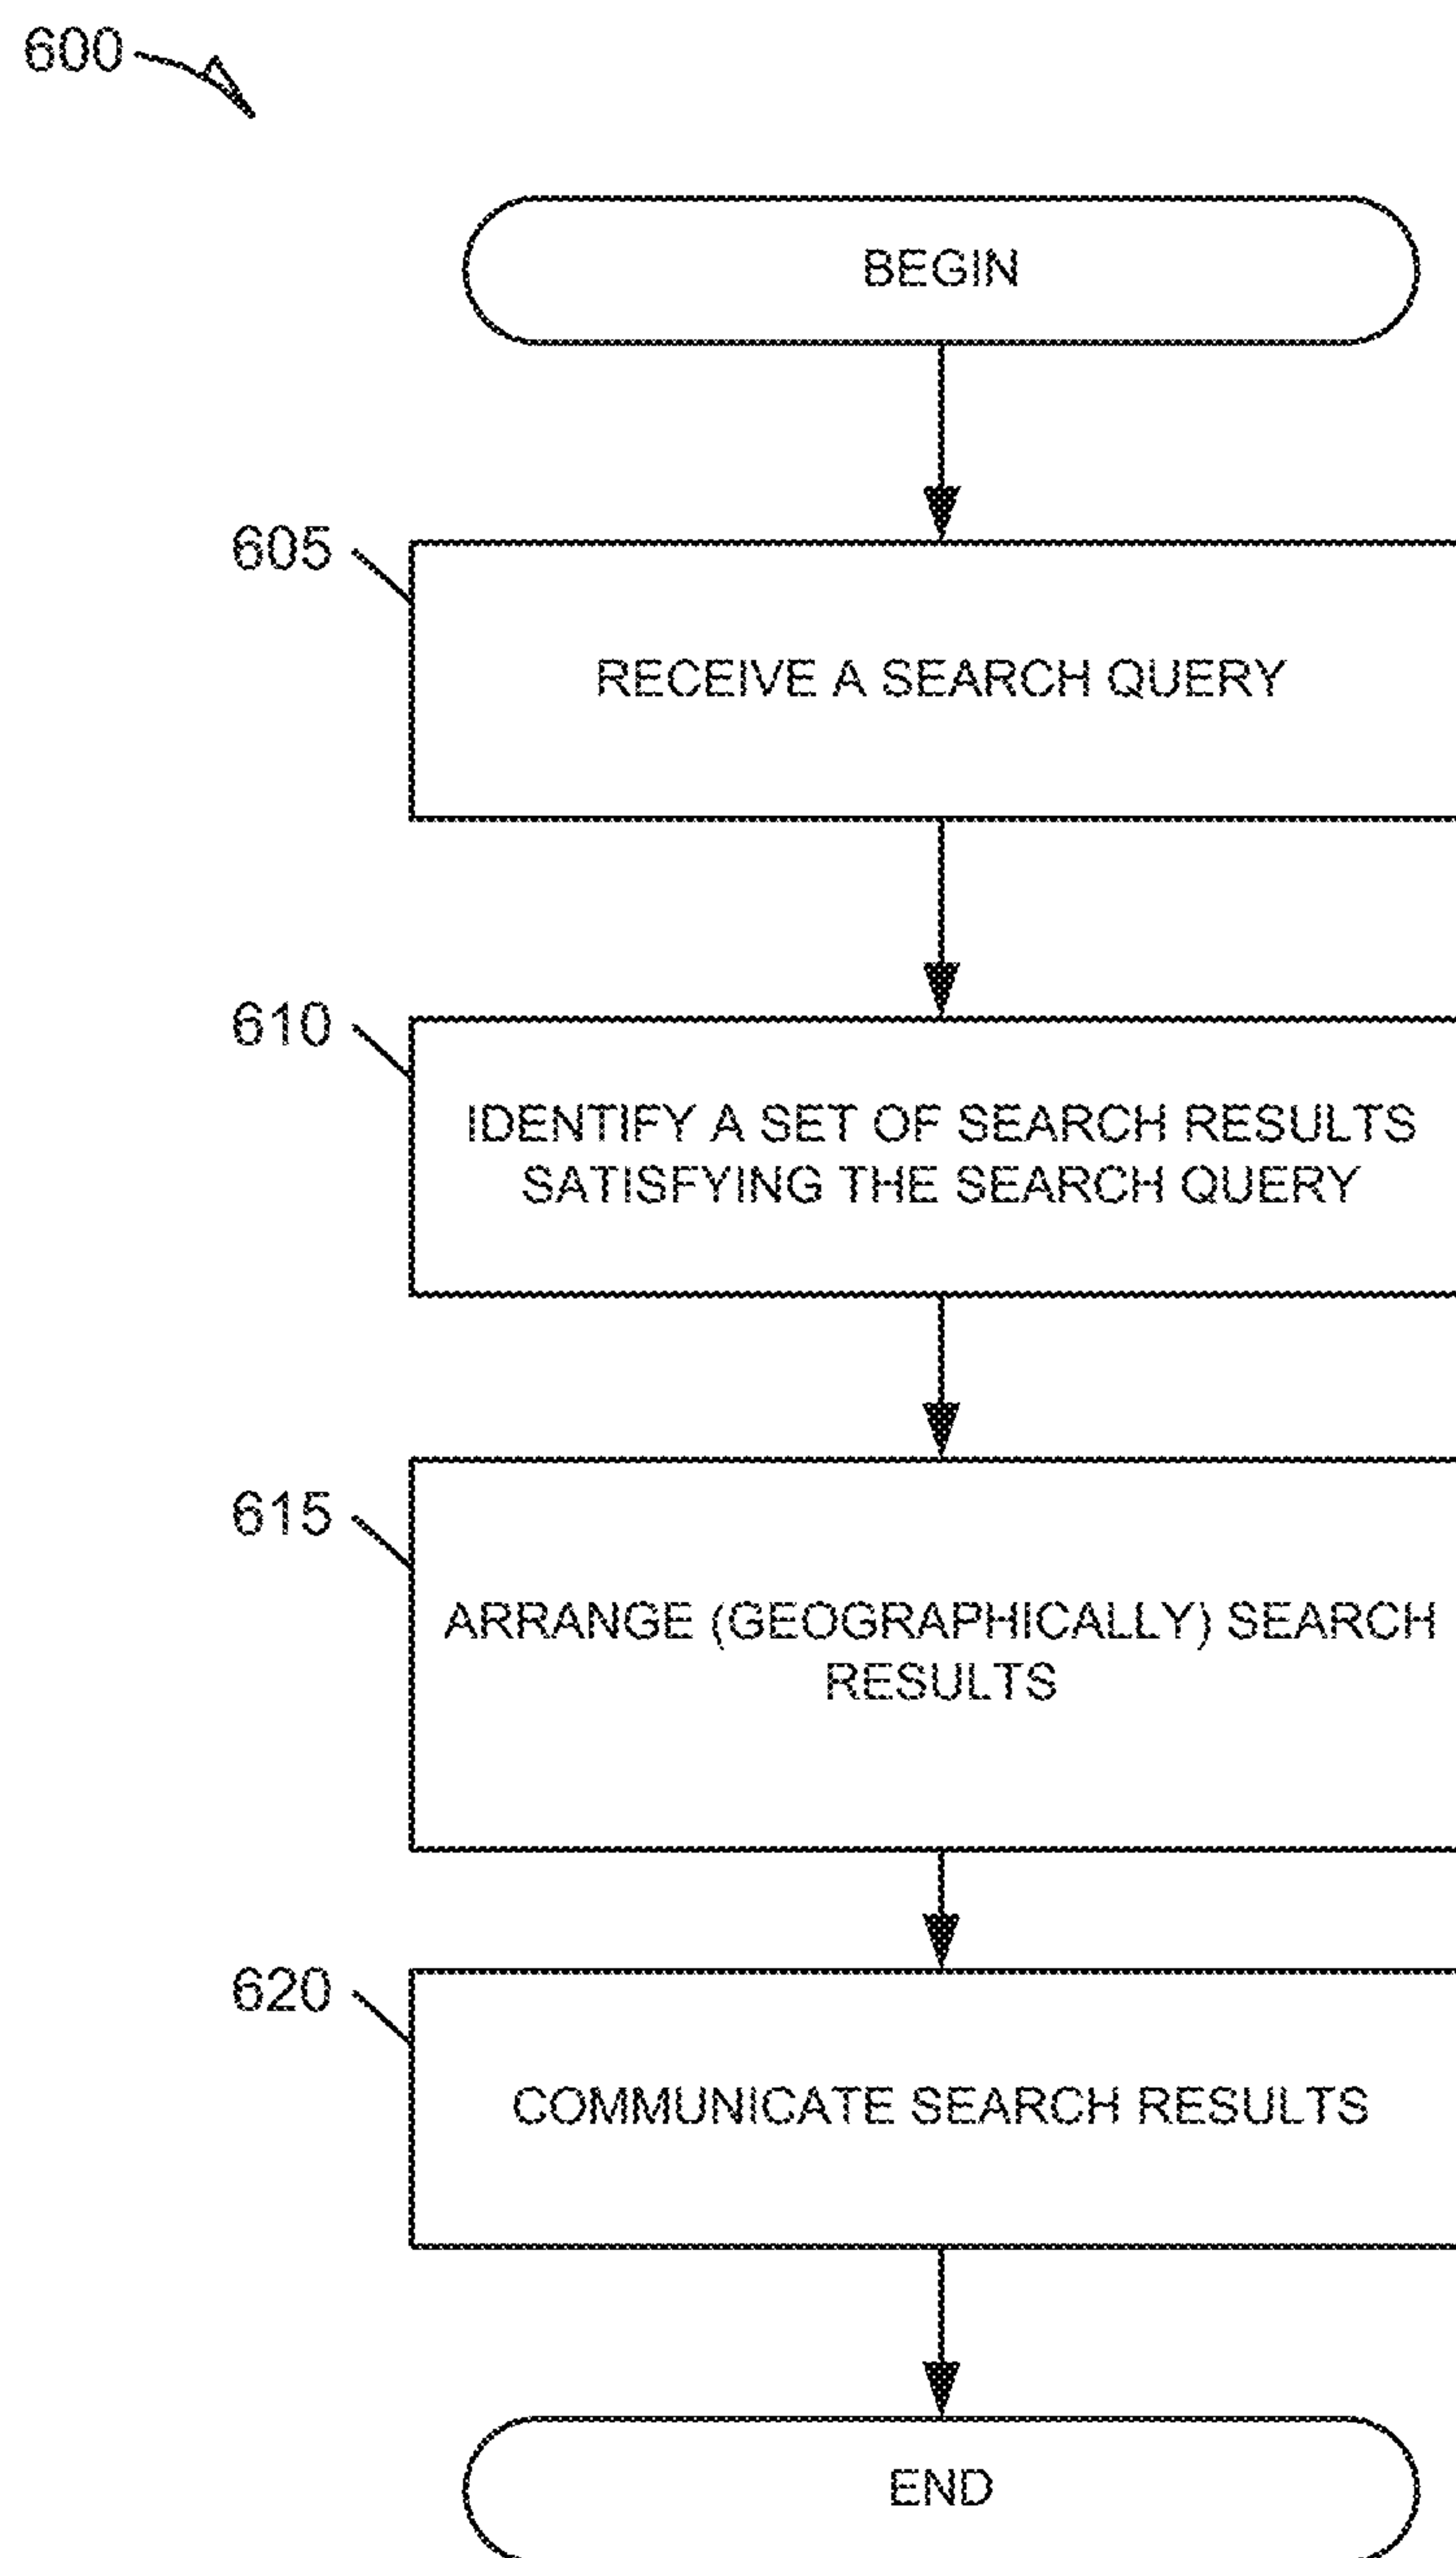 600
BEGIN
605
RECEIVE A SEARCH QUERY
610
IDENTIFY A SET OF SEARCH RESULTS
SATISFYING THE SEARCH QUERY
615
ARRANGE (GEOGRAPHICALLY) SEARCH
RESULTS
620
COMMUNICATE SEARCH RESULTS
END